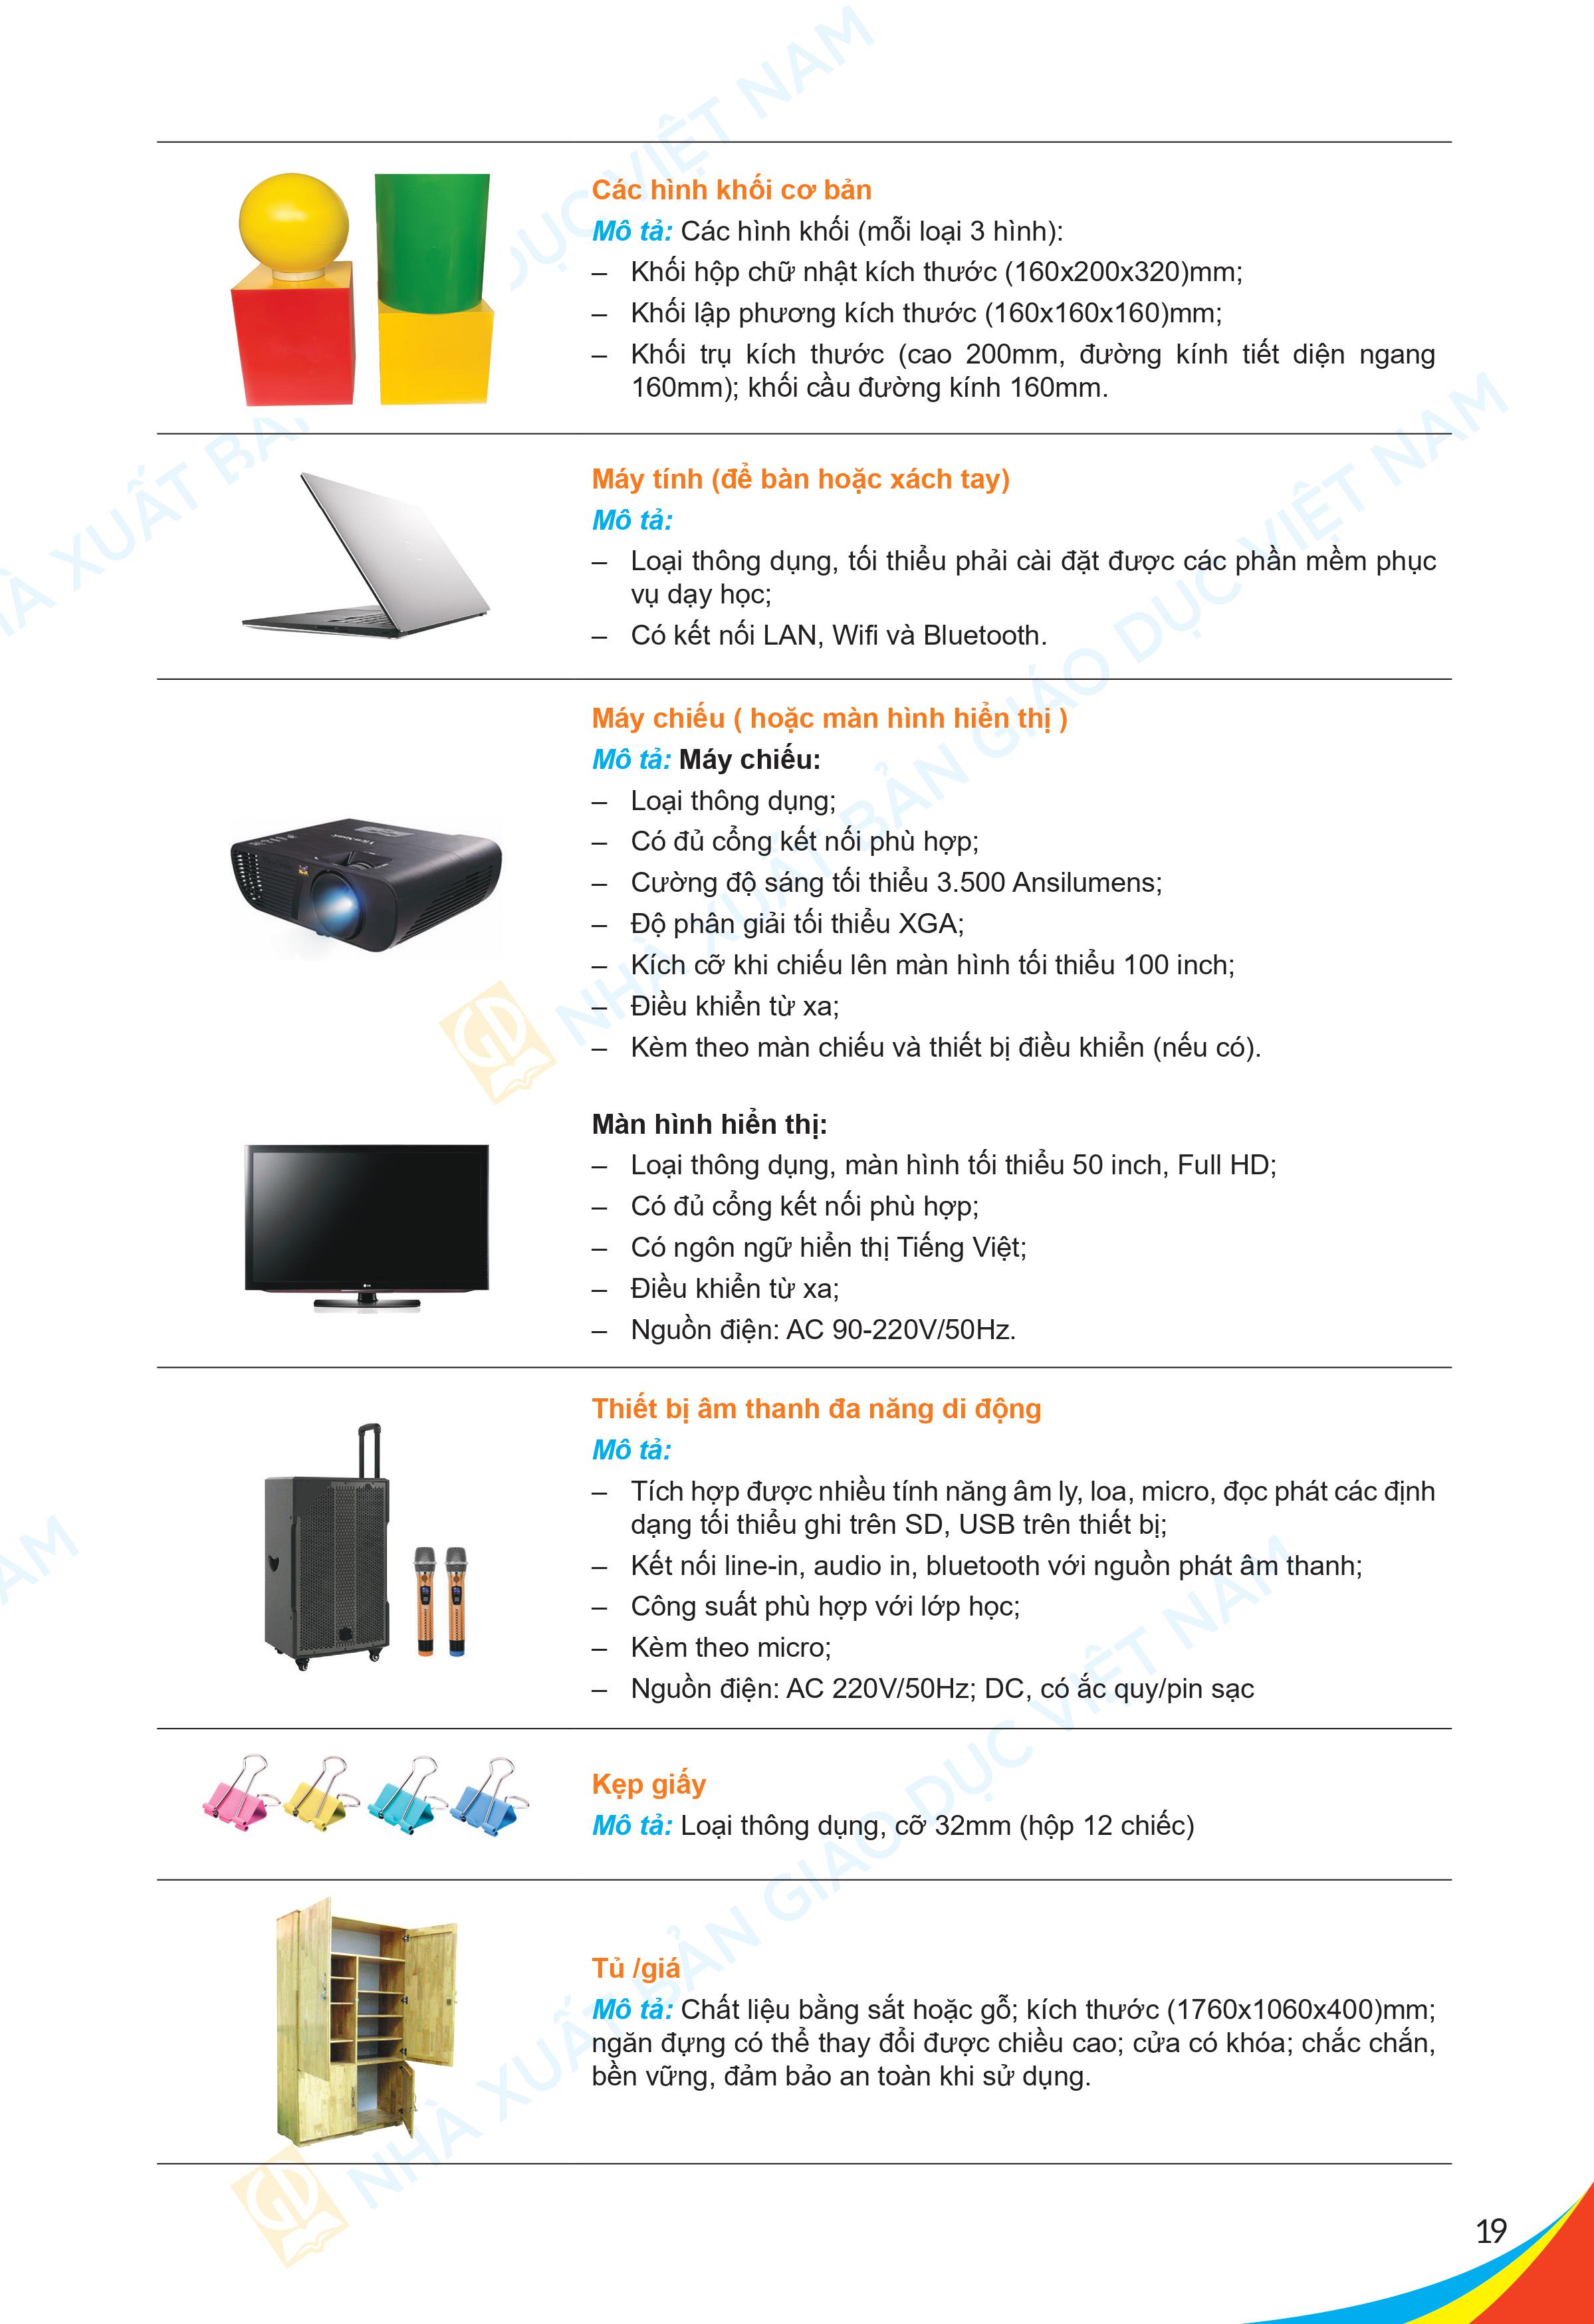 Các hình khối cơ bản
Mô tả: Các hình khối (mỗi loại 3 hình):
– Khối hộp chữ nhật kích thước (160x200x320)mm;
– Khối lập phương kích thước (160x160x160)mm;
– Khối trụ kích thước (cao 200mm, đường kính tiết diện ngang
160mm); khối cầu đường kính 160mm.
Máy tính (để bàn hoặc xách tay)
Mô tả:
– Loại thông dụng, tối thiểu phải cài đặt được các phần mềm phục
vụ dạy học;
– Có kết nối LAN, Wifi và Bluetooth.
Máy chiếu ( hoặc màn hình hiển thị )
Mô tả: Máy chiếu:
– Loại thông dụng;
– Có đủ cổng kết nối phù hợp;
– Cường độ sáng tối thiểu 3.500 Ansilumens;
– Độ phân giải tối thiểu XGA;
– Kích cỡ khi chiếu lên màn hình tối thiểu 100 inch;
– Điều khiển từ xa;
– Kèm theo màn chiếu và thiết bị điều khiển (nếu có).
Màn hình hiển thị:
– Loại thông dụng, màn hình tối thiểu 50 inch, Full HD;
– Có đủ cổng kết nối phù hợp;
– Có ngôn ngữ hiển thị Tiếng Việt;
– Điều khiển từ xa;
– Nguồn điện: AC 90-220V/50Hz.
Thiết bị âm thanh đa năng di động
Mô tả:
– Tích hợp được nhiều tính năng âm ly, loa, micro, đọc phát các định
dạng tối thiểu ghi trên SD, USB trên thiết bị;
– Kết nối line-in, audio in, bluetooth với nguồn phát âm thanh;
– Công suất phù hợp với lớp học;
– Kèm theo micro;
– Nguồn điện: AC 220V/50Hz; DC, có ắc quy/pin sạc
Kẹp giấy
Mô tả: Loại thông dụng, cỡ 32mm (hộp 12 chiếc)
Tủ /giá
Mô tả: Chất liệu bằng sắt hoặc gỗ; kích thước (1760x1060x400)mm;
ngăn đựng có thể thay đổi được chiều cao; cửa có khóa; chắc chắn,
bền vững, đảm bảo an toàn khi sử dụng.
19
NHÀ XUẤT BẢN GIÁO DỤC VIỆT NAM
NHÀ XUẤT BẢN GIÁO DỤC VIỆT NAM